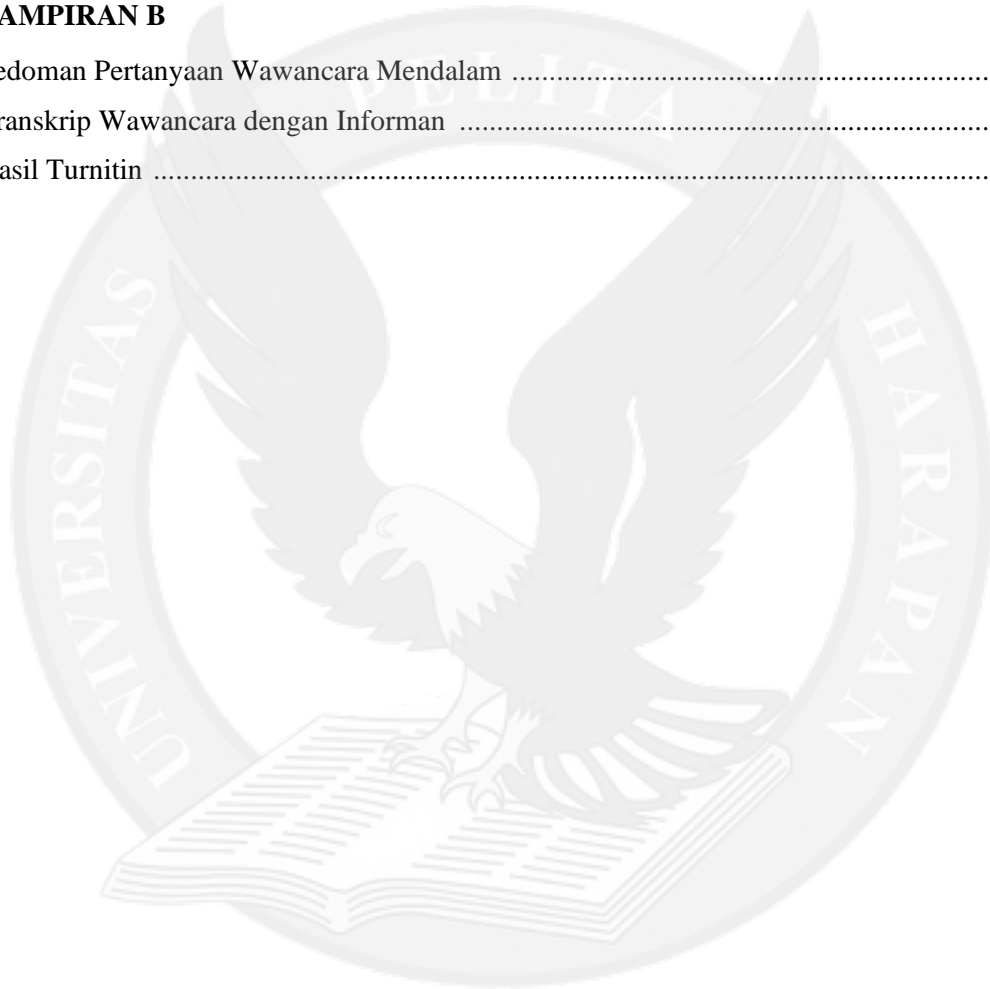 AMPIRAN B
edoman Pertanyaan Wawancara Mendalam ..........................................................................................
ranskrip Wawancara dengan Informan ....................................................................................................
asil Turnitin ................................................................................................................................................
UNIVERSITAS PELITA HARAPAN